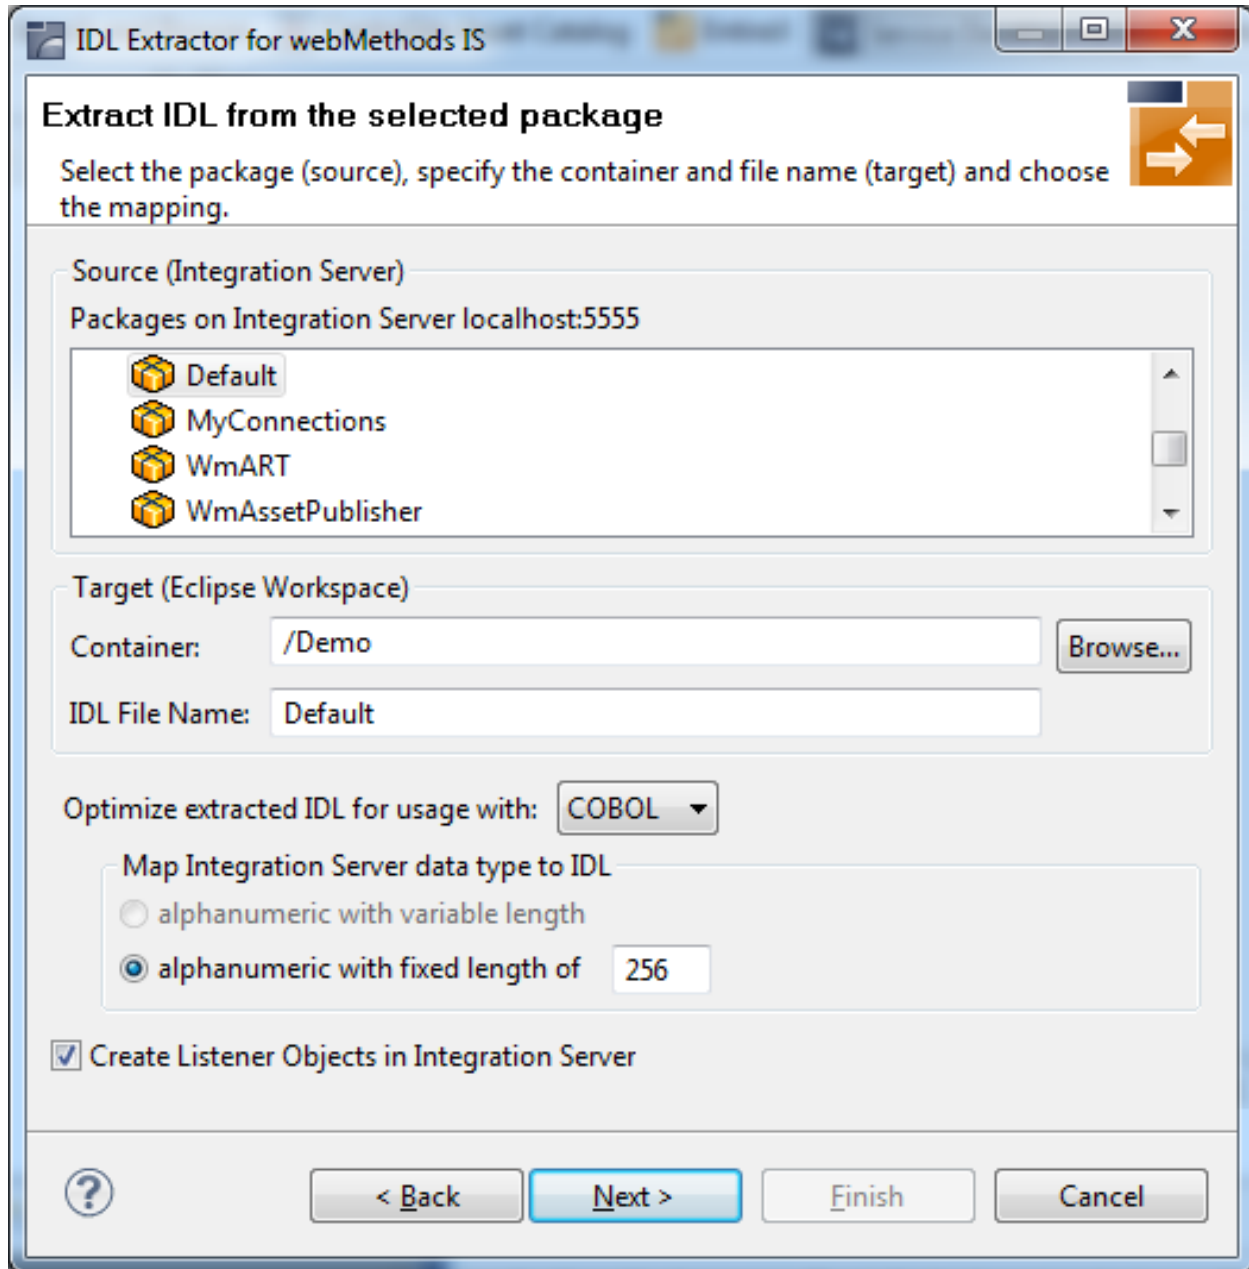 IDL Extractor for webMethods IS
Extract IDL from the selected package
Select the package (source), specify the container and file name (target) and choose
the mapping.
Source (Integration Server)
Packages on Integration Server localhost:5555
Default
MyConnections
WmART
WmAssetPublisher
Target (Eclipse Workspace)
Container: /Demo Browse...
IDL File Name: Default
Optimize extracted IDL for usage with: COBOL
Map Integration Server data type to IDL
alphanumeric with variable length
alphanumeric with fixed length of 256
Create Listener Objects in Integration Server
? < Back Next > Finish Cancel